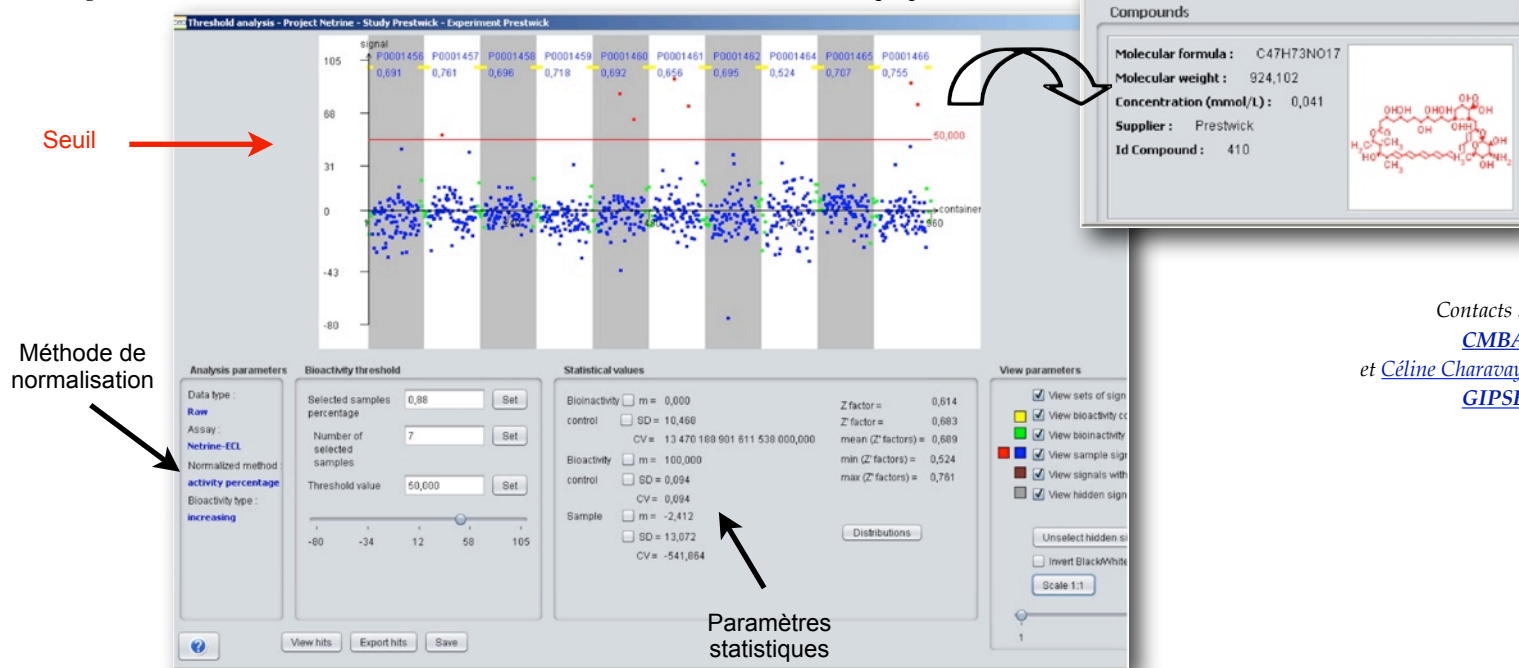 Threshold analysis - Project Netrine - Study Prestwick - Experiment Prestwick
signal
P0001456 P0001457 P0001458 P0001459 P0001460 P0001461 P0001462 P0001464 P0001465 P0001466
0,691 0,761 0,696 0,718 0,692 0,656 0,695 0,524 0,707 0,755
105
68
31
0
-43
-80
50,000
container
960
Seuil
Compounds
Molecular formula : C47H73NO17
Molecular weight : 924,102
Concentration (mmol/L) : 0,041
Supplier : Prestwick
Id Compound : 410
Contacts
CMBA
et Céline Charavay
GIPSE
Méthode de
normalisation
Analysis parameters
Data type :
Raw
Assay :
Netrine-ECL
Normalized method :
activity percentage
Bioactivity type :
increasing
Bioactivity threshold
Selected samples 0,88 Set
percentage
Number of 7 Set
selected
samples
Threshold value 50,000 Set
-80 -34 12 58 105
Statistical values
Bioinactivity m = 0,000
control SD = 10,468
CV = 13 470 188 901 611 538 000,000
Bioactivity m = 100,000
control SD = 0,094
CV = 0,094
Sample m = -2,412
SD = 13,072
CV = -541,864
Z factor = 0,614
Z' factor = 0,683
mean (Z' factors) = 0,689
min (Z' factors) = 0,524
max (Z' factors) = 0,761
Distributions
View parameters
View sets of sign
View bioactivity co
View bioinactivity
View sample sign
View signals with
View hidden sign
Unselect hidden si
Invert Black/White
Scale 1:1
1
Paramètres
statistiques
?
View hits Export hits Save